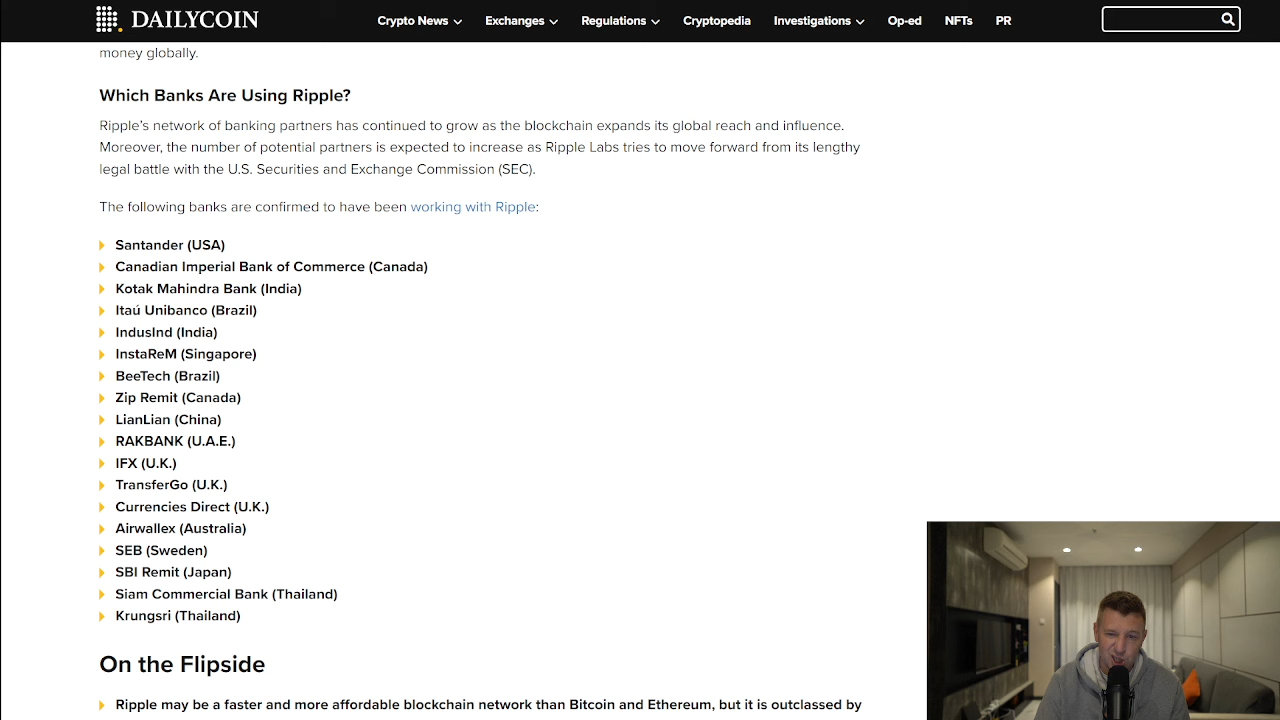 DAILYCOIN
Crypto News Exchanges Regulations Cryptopedia Investigations Op-ed NFTs PR
money globally.
Which Banks Are Using Ripple?
Ripple's network of banking partners has continued to grow as the blockchain expands its global reach and influence.
Moreover, the number of potential partners is expected to increase as Ripple Labs tries to move forward from its lengthy
legal battle with the U.S. Securities and Exchange Commission (SEC).
The following banks are confirmed to have been working with Ripple:
Santander (USA)
Canadian Imperial Bank of Commerce (Canada)
Kotak Mahindra Bank (India)
Itaú Unibanco (Brazil)
IndusInd (India)
InstaReM (Singapore)
BeeTech (Brazil)
Zip Remit (Canada)
LianLian (China)
RAKBANK (U.A.E.)
IFX (U.K.)
TransferGo (U.K.)
Currencies Direct (U.K.)
Airwallex (Australia)
SEB (Sweden)
SBI Remit (Japan)
Siam Commercial Bank (Thailand)
Krungsri (Thailand)
On the Flipside
Ripple may be a faster and more affordable blockchain network than Bitcoin and Ethereum, but it is outclassed by